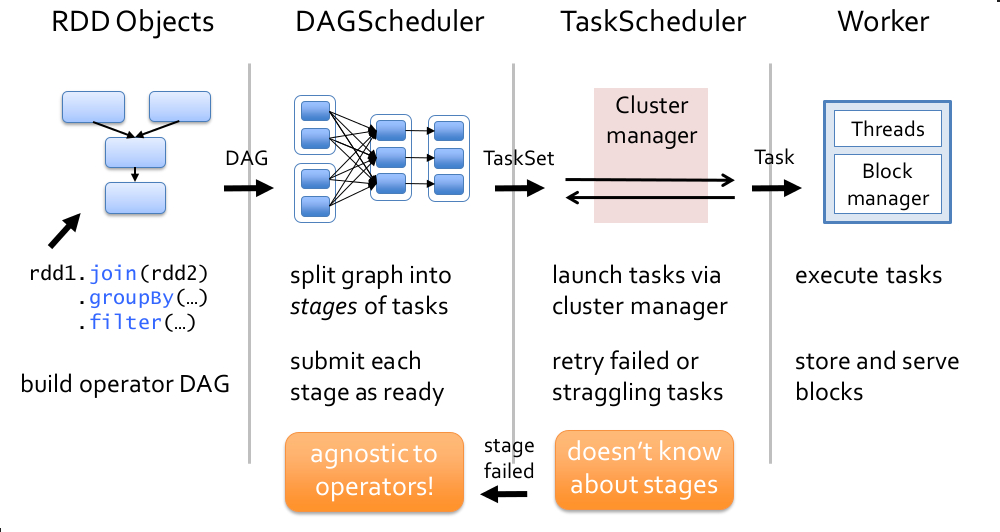 RDD Objects
DAGScheduler
TaskScheduler
Worker
DAG
TaskSet
Cluster
manager
Task
Threads
Block
manager
rdd1.join(rdd2)
.groupBy(…)
.filter(…)
build operator DAG
split graph into
stages of tasks
submit each
stage as ready
launch tasks via
cluster manager
retry failed or
straggling tasks
execute tasks
store and serve
blocks
agnostic to
operators!
stage
failed
doesn't know
about stages